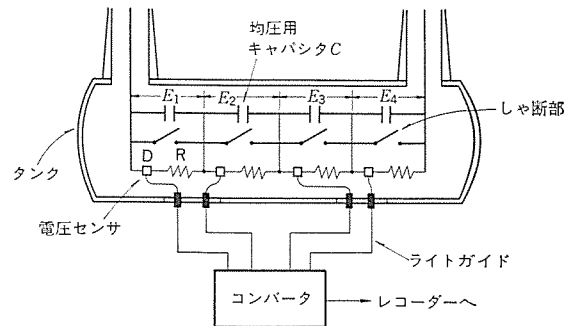 均圧用
キャパシタC
E1
E2
E3
E4
しゃ断部
D
R
タンク
電圧センサ
ライトガイド
コンバータ
レコーダーへ